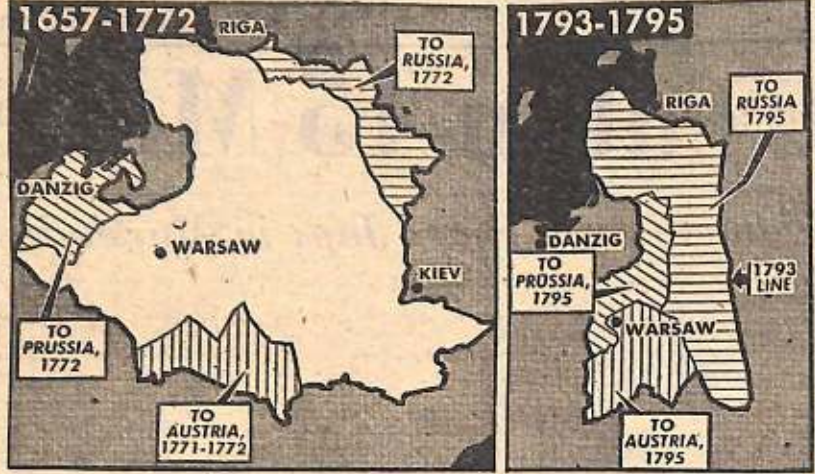 1657-1772
RIGA
TO
RUSSIA,
1772
DANZIG
WARSAW
KIEV
TO
PRUSSIA,
1772
TO
AUSTRIA,
1771-1772
1793-1795
RIGA
TO
RUSSIA
1795
DANZIG
TO
PRUSSIA,
1795
1793
LINE
WARSAW
TO
AUSTRIA,
1795